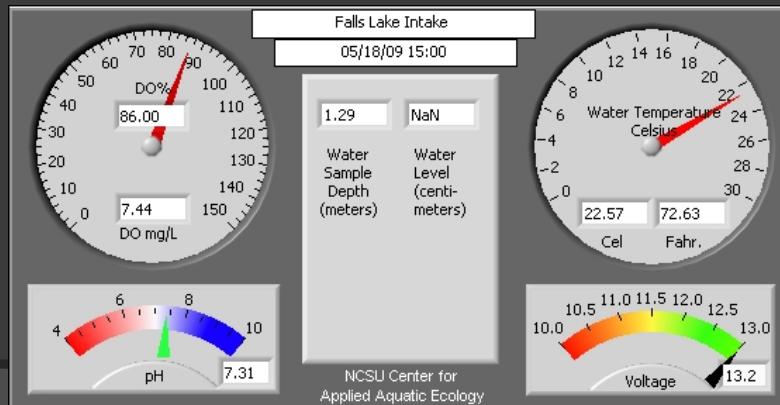 Falls Lake Intake
05/18/09 15:00
0 10 20 30 40 50 60 70 80 90 100 110 120 130 140 150
DO%
86.00
7.44
DO mg/L
1.29
Water
Sample
Depth
(meters)
NaN
Water
Level
(centi-
meters)
0 2 4 6 8 10 12 14 16 18 20 22 24 26 28 30
Water Temperature
Celsius
22.57 72.63
Cel Fahr.
4 6 8 10
pH
7.31
NCSU Center for
Applied Aquatic Ecology
10.0 10.5 11.0 11.5 12.0 12.5 13.0
Voltage
13.2